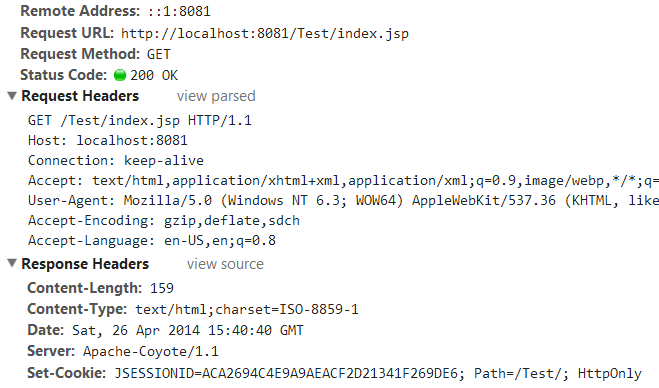 Remote Address: ::1:8081
Request URL: http://localhost:8081/Test/index.jsp
Request Method: GET
Status Code: 200 OK
Request Headers view parsed
GET /Test/index.jsp HTTP/1.1
Host: localhost:8081
Connection: keep-alive
Accept: text/html,application/xhtml+xml,application/xml;q=0.9,image/webp,*/*;q=
User-Agent: Mozilla/5.0 (Windows NT 6.3; WOW64) AppleWebKit/537.36 (KHTML, like
Accept-Encoding: gzip,deflate,sdch
Accept-Language: en-US,en;q=0.8
Response Headers view source
Content-Length: 159
Content-Type: text/html;charset=ISO-8859-1
Date: Sat, 26 Apr 2014 15:40:40 GMT
Server: Apache-Coyote/1.1
Set-Cookie: JSESSIONID=ACA2694C4E9A9AEACF2D21341F269DE6; Path=/Test/; HttpOnly